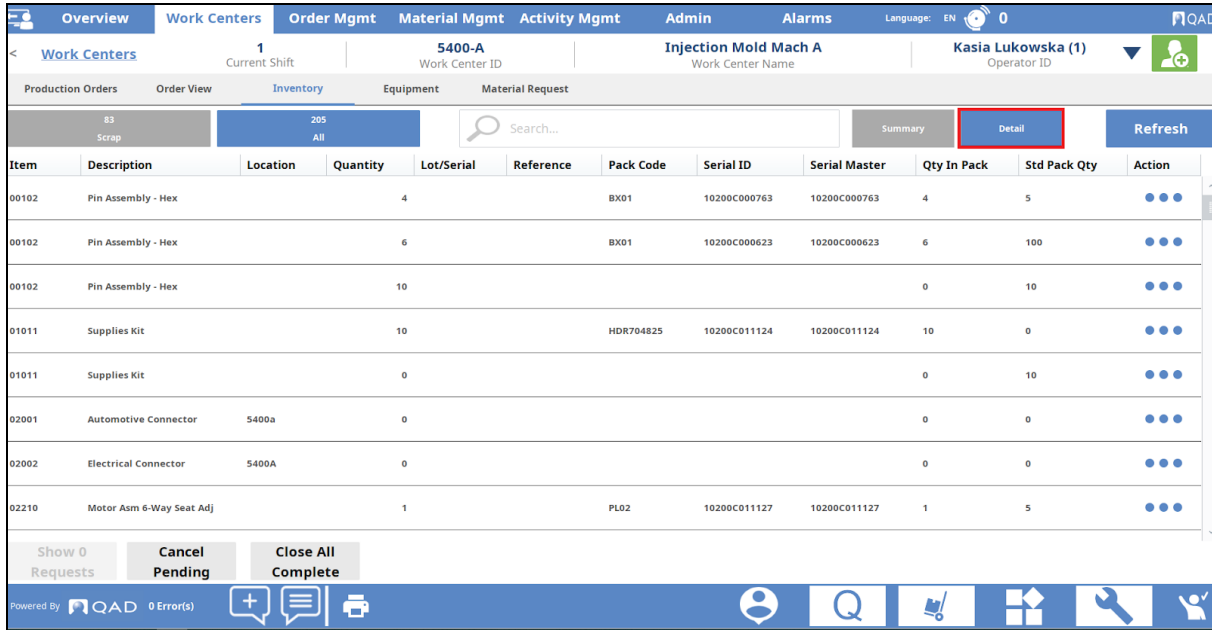 Overview Work Centers Order Mgmt Material Mgmt Activity Mgmt Admin Alarms Language: EN 0 QAD
< Work Centers 1 5400-A Injection Mold Mach A Kasia Lukowska (1)
Current Shift Work Center ID Work Center Name Operator ID
Production Orders Order View Inventory Equipment Material Request
83 205
Scrap All Search... Summary Detail Refresh
Item Description Location Quantity Lot/Serial Reference Pack Code Serial ID Serial Master Qty In Pack Std Pack Qty Action
00102 Pin Assembly - Hex 4 BX01 10200C000763 10200C000763 4 5
00102 Pin Assembly - Hex 6 BX01 10200C000623 10200C000623 6 100
00102 Pin Assembly - Hex 10 0 10
01011 Supplies Kit 10 HDR704825 10200C011124 10200C011124 10 0
01011 Supplies Kit 0 0 10
02001 Automotive Connector 5400a 0 0 0
02002 Electrical Connector 5400A 0 0 0
02210 Motor Asm 6-Way Seat Adj 1 PL02 10200C011127 10200C011127 1 5
Show 0 Cancel Close All
Requests Pending Complete
Powered By QAD 0 Error(s) Q